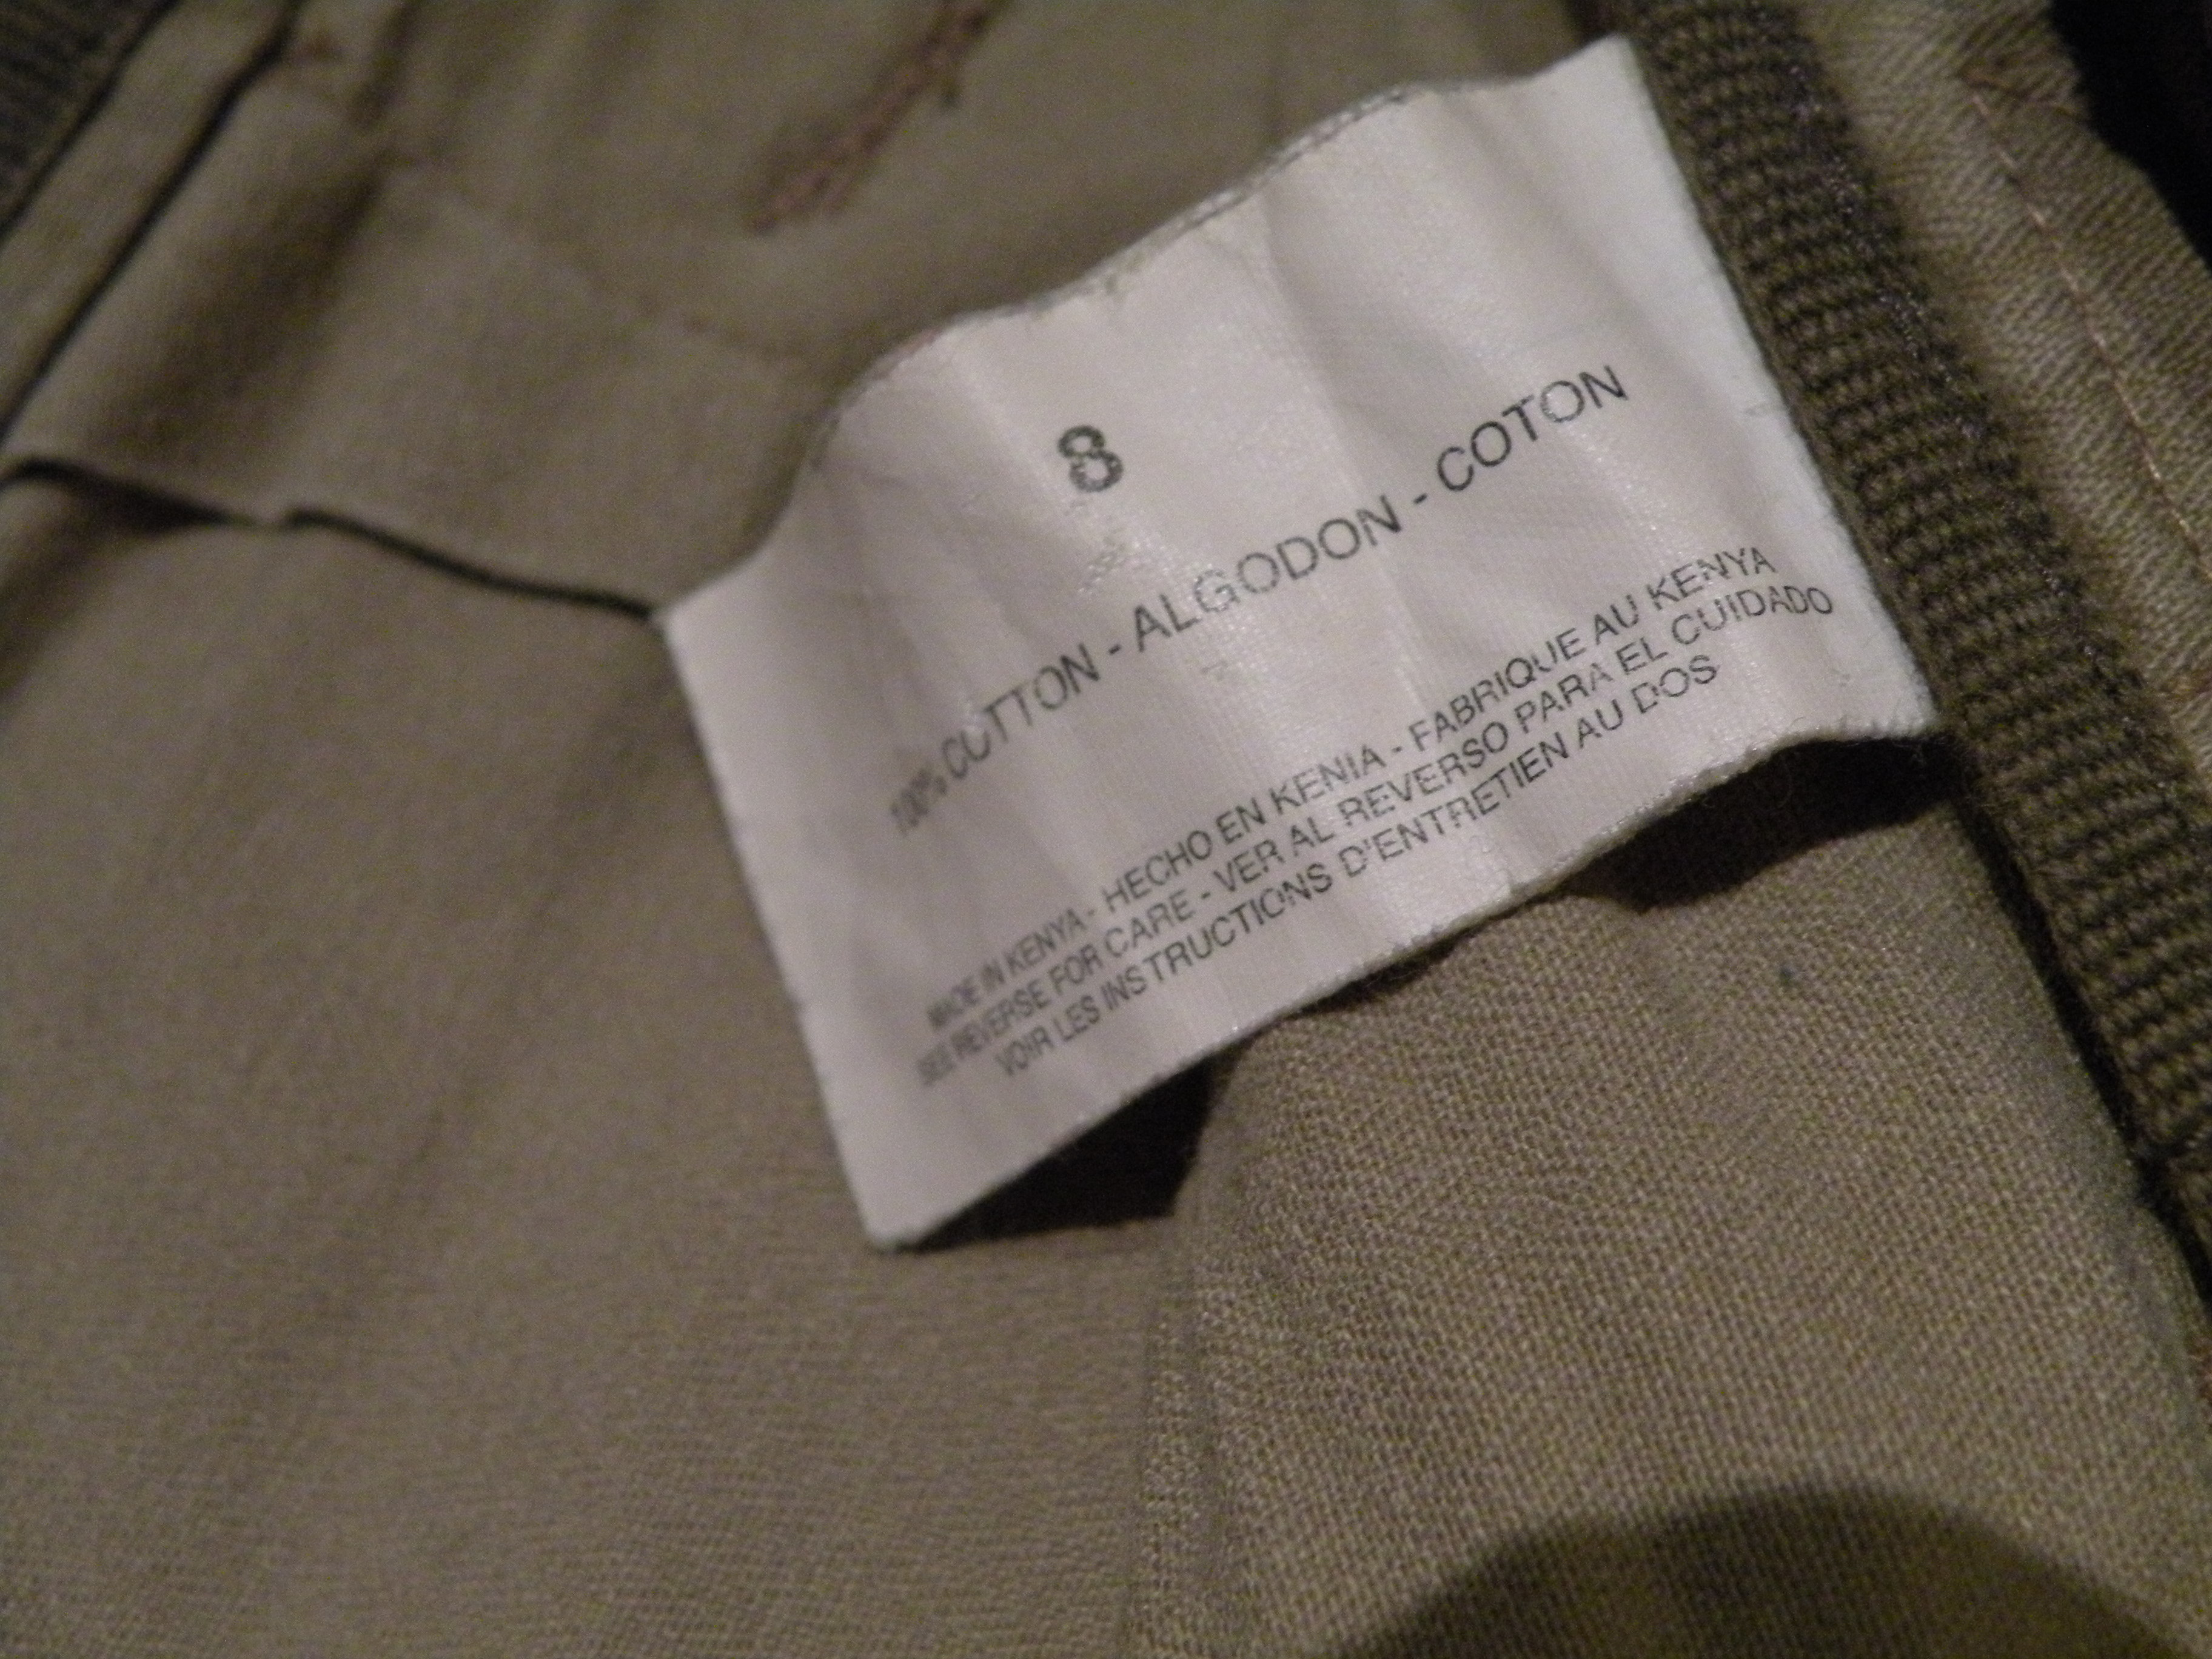 8
100% COTTON - ALGODON - COTON
MADE IN KENYA - HECHO EN KENIA - FABRIQUE AU KENYA
SEE REVERSE FOR CARE - VER AL REVERSO PARA EL CUIDADO
VOIR LES INSTRUCTIONS D'ENTRETIEN AU DOS